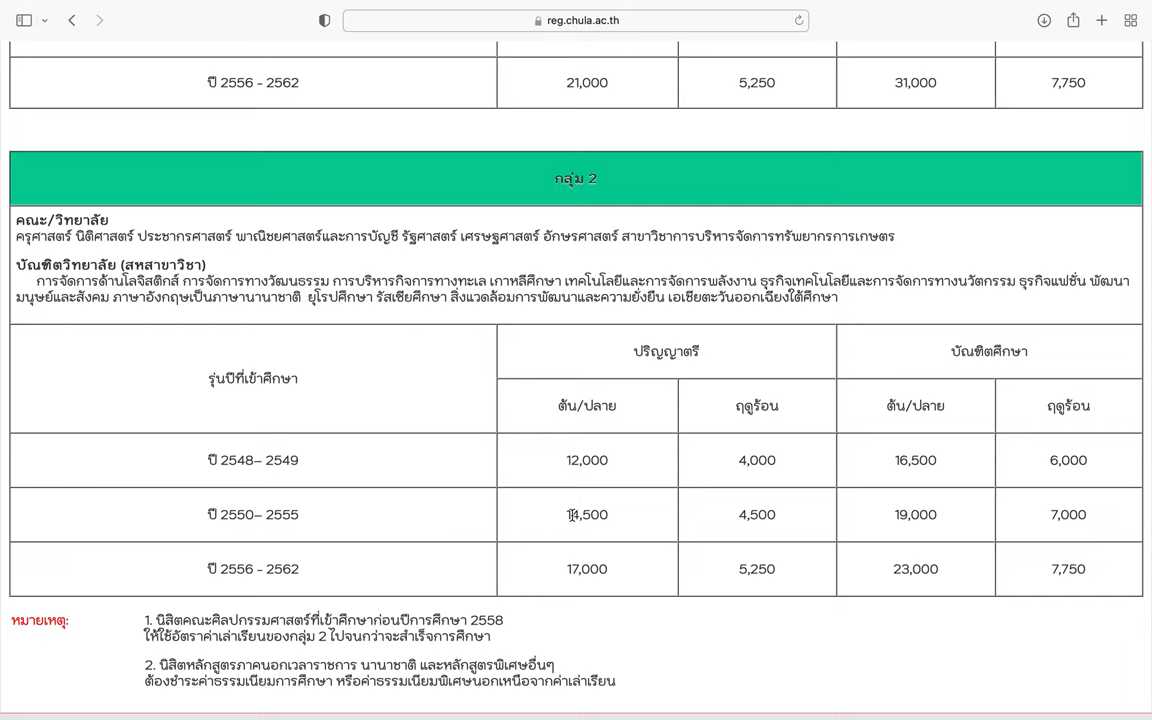 reg.chula.ac.th
ปี 2556 - 2562 21,000 5,250 31,000 7,750
กลุ่ม 2
คณะ/วิทยาลัย
ครุศาสตร์ นิติศาสตร์ ประชากรศาสตร์ พาณิชยศาสตร์และการบัญชี รัฐศาสตร์ เศรษฐศาสตร์ อักษรศาสตร์ สาขาวิชาการบริหารจัดการทรัพยากรการเกษตร
บัณฑิตวิทยาลัย (สหสาขาวิชา)
การจัดการด้านโลจิสติกส์ การจัดการทางวัฒนธรรม การบริหารกิจการทางทะเล เกาหลีศึกษา เทคโนโลยีและการจัดการพลังงาน ธุรกิจเทคโนโลยีและการจัดการทางนวัตกรรม ธุรกิจแฟชั่น พัฒนา
มนุษย์และสังคม ภาษาอังกฤษเป็นภาษานานาชาติ ยุโรปศึกษา รัสเซียศึกษา สิ่งแวดล้อมการพัฒนาและความยั่งยืน เอเชียตะวันออกเฉียงใต้ศึกษา
รุ่นปีที่เข้าศึกษา ปริญญาตรี บัณฑิตศึกษา
ต้น/ปลาย ฤดูร้อน ต้น/ปลาย ฤดูร้อน
ปี 2548– 2549 12,000 4,000 16,500 6,000
ปี 2550– 2555 14,500 4,500 19,000 7,000
ปี 2556 - 2562 17,000 5,250 23,000 7,750
หมายเหตุ: 1. นิสิตคณะศิลปกรรมศาสตร์ที่เข้าศึกษาก่อนปีการศึกษา 2558
ให้ใช้อัตราค่าเล่าเรียนของกลุ่ม 2 ไปจนกว่าจะสำเร็จการศึกษา
2. นิสิตหลักสูตรภาคนอกเวลาราชการ นานาชาติ และหลักสูตรพิเศษอื่นๆ
ต้องชำระค่าธรรมเนียมการศึกษา หรือค่าธรรมเนียมพิเศษนอกเหนือจากค่าเล่าเรียน